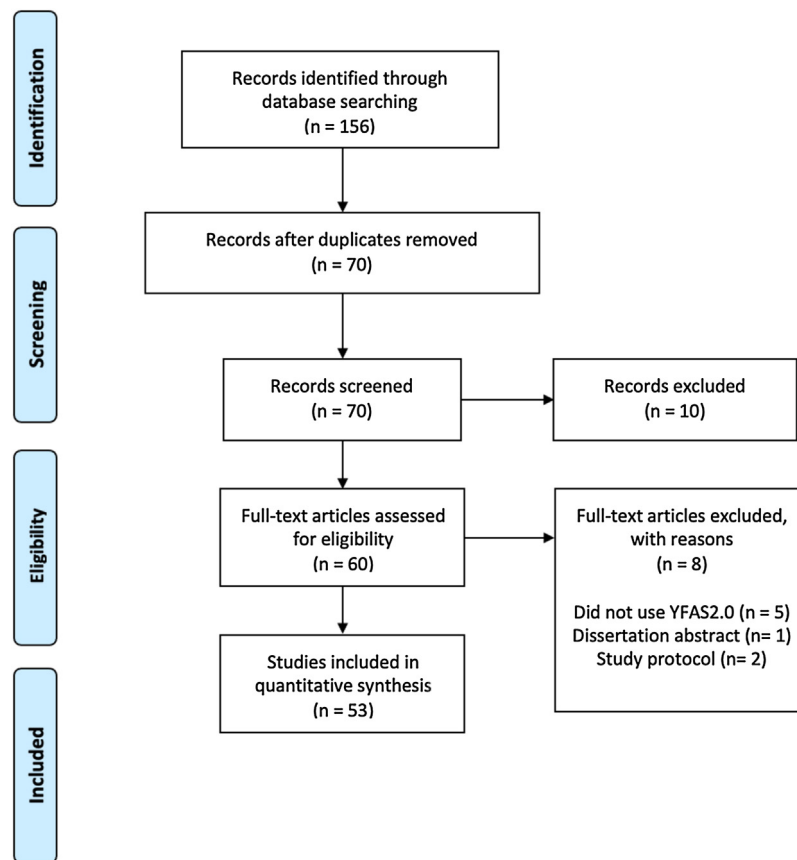 Identification
Records identified through
database searching
(n = 156)
Screening
Records after duplicates removed
(n = 70)
Records screened
(n = 70)
Records excluded
(n = 10)
Eligibility
Full-text articles assessed
for eligibility
(n = 60)
Full-text articles excluded,
with reasons
(n = 8)
Did not use YFAS2.0 (n = 5)
Dissertation abstract (n= 1)
Study protocol (n= 2)
Included
Studies included in
quantitative synthesis
(n = 53)